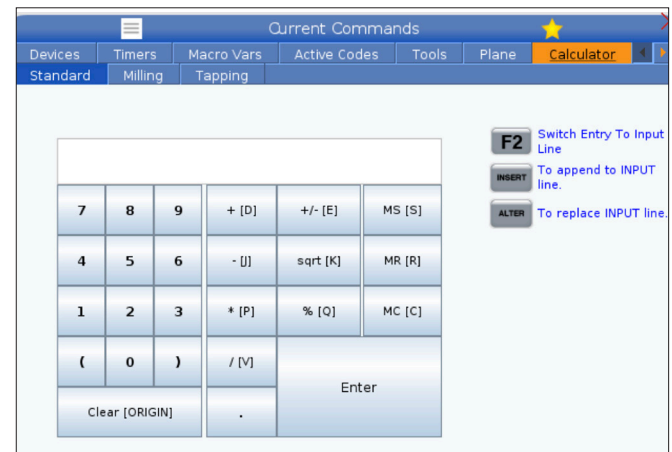 Current Commands
Devices Timers Macro Vars Active Codes Tools Plane Calculator
Standard Milling Tapping
F2 Switch Entry To Input
Line
INSERT To append to INPUT
line.
ALTER To replace INPUT line.
7 8 9 + [D] +/- [E] MS [S]
4 5 6 - [J] sqrt [K] MR [R]
1 2 3 * [P] % [Q] MC [C]
( 0 ) / [V]
Enter
Clear [ORIGIN] .